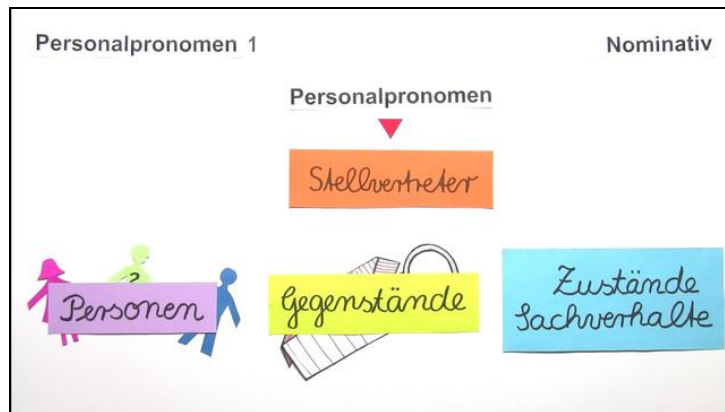 Personalpronomen 1
Nominativ
Personalpronomen
Stellvertreter
?
Personen
Gegenstände
Zustände
Sachverhalte